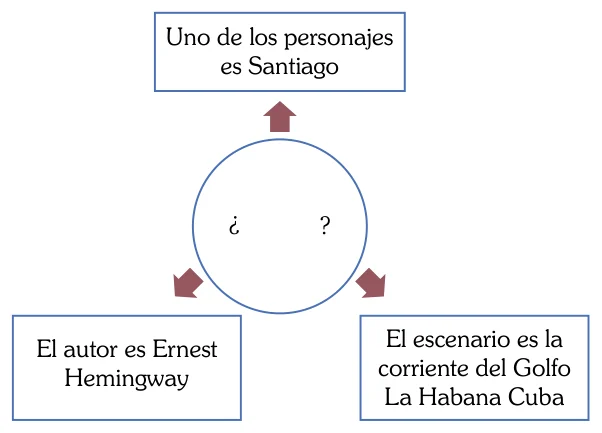 Uno de los personajes
es Santiago
¿ ?
El autor es Ernest
Hemingway
El escenario es la
corriente del Golfo
La Habana Cuba